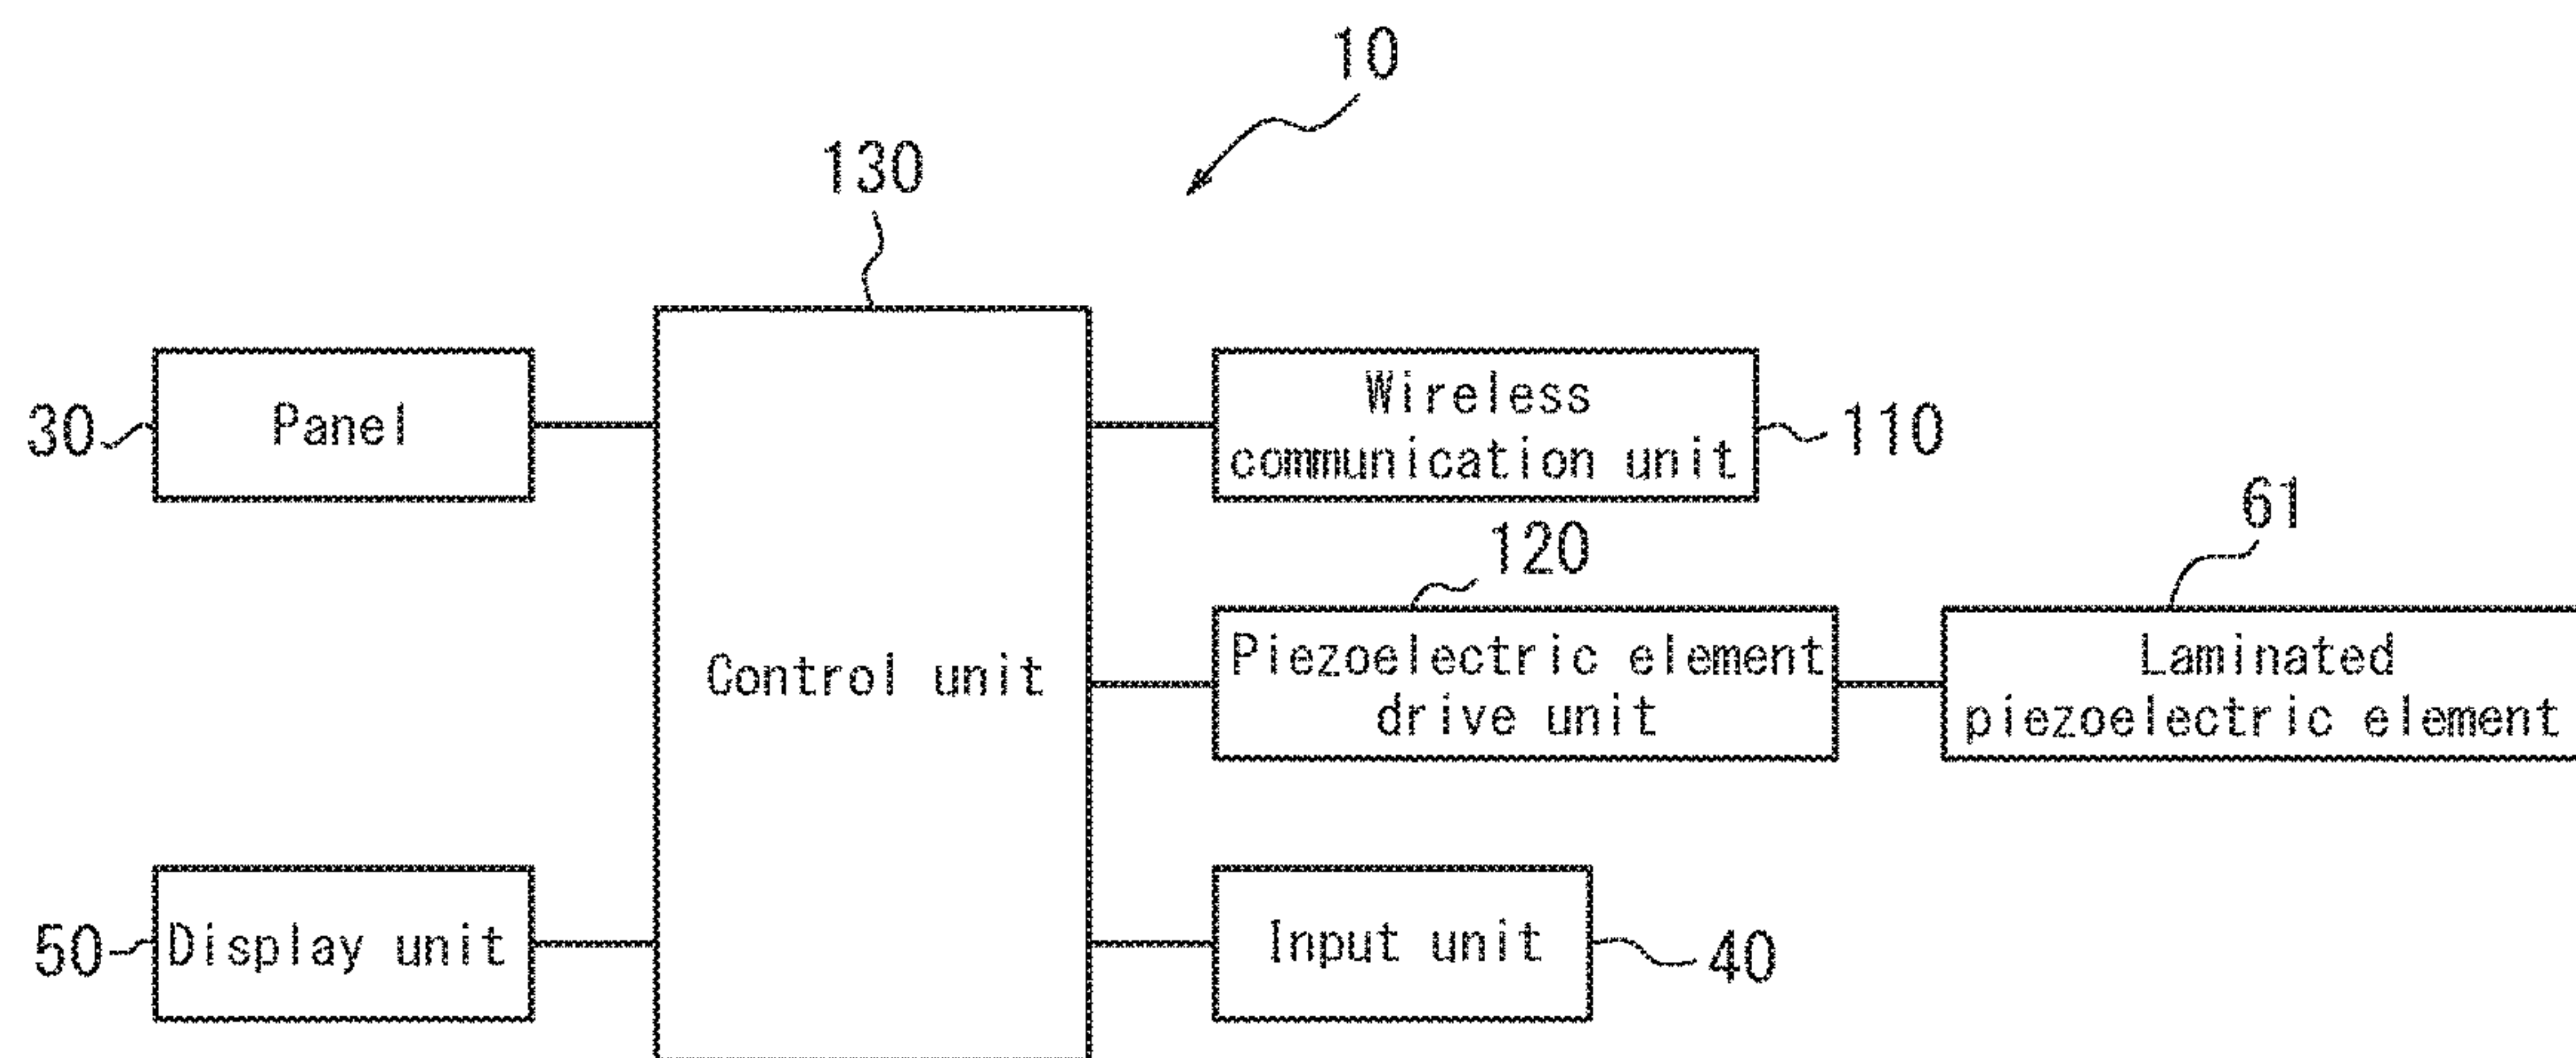 10
130
30
Panel
Wireless
communication unit
110
120
61
Control unit
Piezoelectric element
drive unit
Laminated
piezoelectric element
50
Display unit
Input unit
40